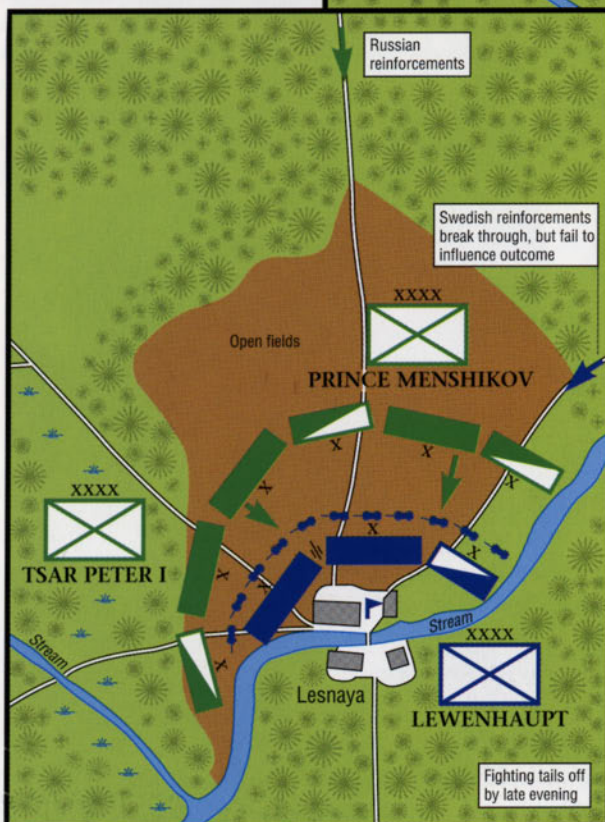 Russian
reinforcements
Swedish reinforcements
break through, but fail to
influence outcome
XXXX
Open fields
PRINCE MENSHIKOV
X
X
X
X
XXXX
TSAR PETER I
X
X
X
X
X
Stream
Stream
XXXX
Lesnaya
LEWENHAUPT
Fighting tails off
by late evening